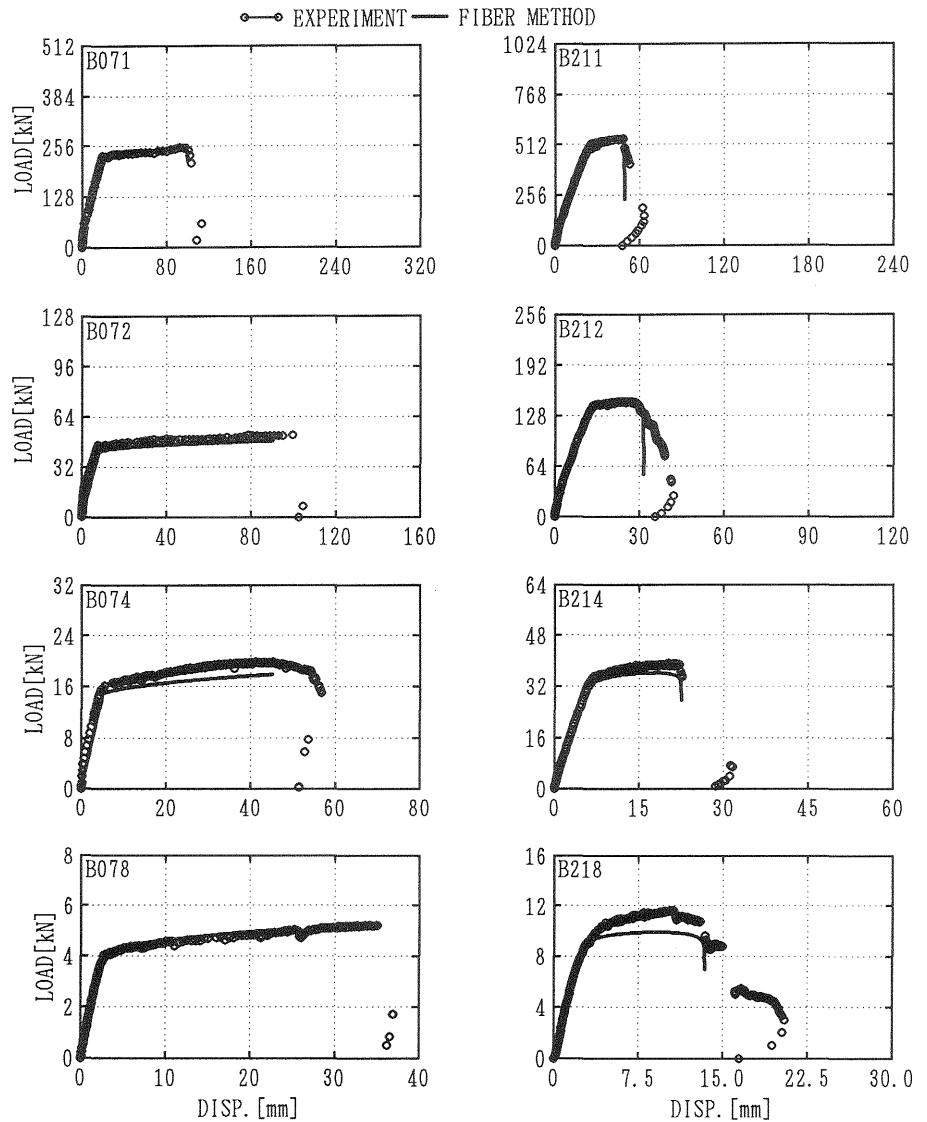 EXPERIMENT FIBER METHOD
B071
LOAD[kN]
512
384
256
128
0
0 80 160 240 320
B211
1024
768
512
256
0
0 60 120 180 240
B072
LOAD[kN]
128
96
64
32
0
0 40 80 120 160
B212
256
192
128
64
0
0 30 60 90 120
B074
LOAD[kN]
32
24
16
8
0
0 20 40 60 80
B214
64
48
32
16
0
0 15 30 45 60
B078
LOAD[kN]
8
6
4
2
0
0 10 20 30 40
DISP.[mm]
B218
16
12
8
4
0
0 7.5 15.0 22.5 30.0
DISP.[mm]